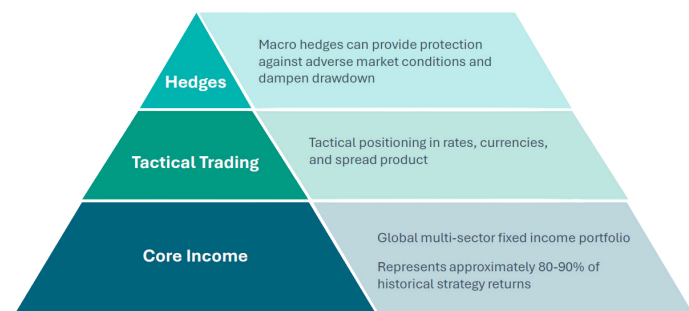 Hedges
Macro hedges can provide protection
against adverse market conditions and
dampen drawdown
Tactical Trading
Tactical positioning in rates, currencies,
and spread product
Core Income
Global multi-sector fixed income portfolio
Represents approximately 80-90% of
historical strategy returns